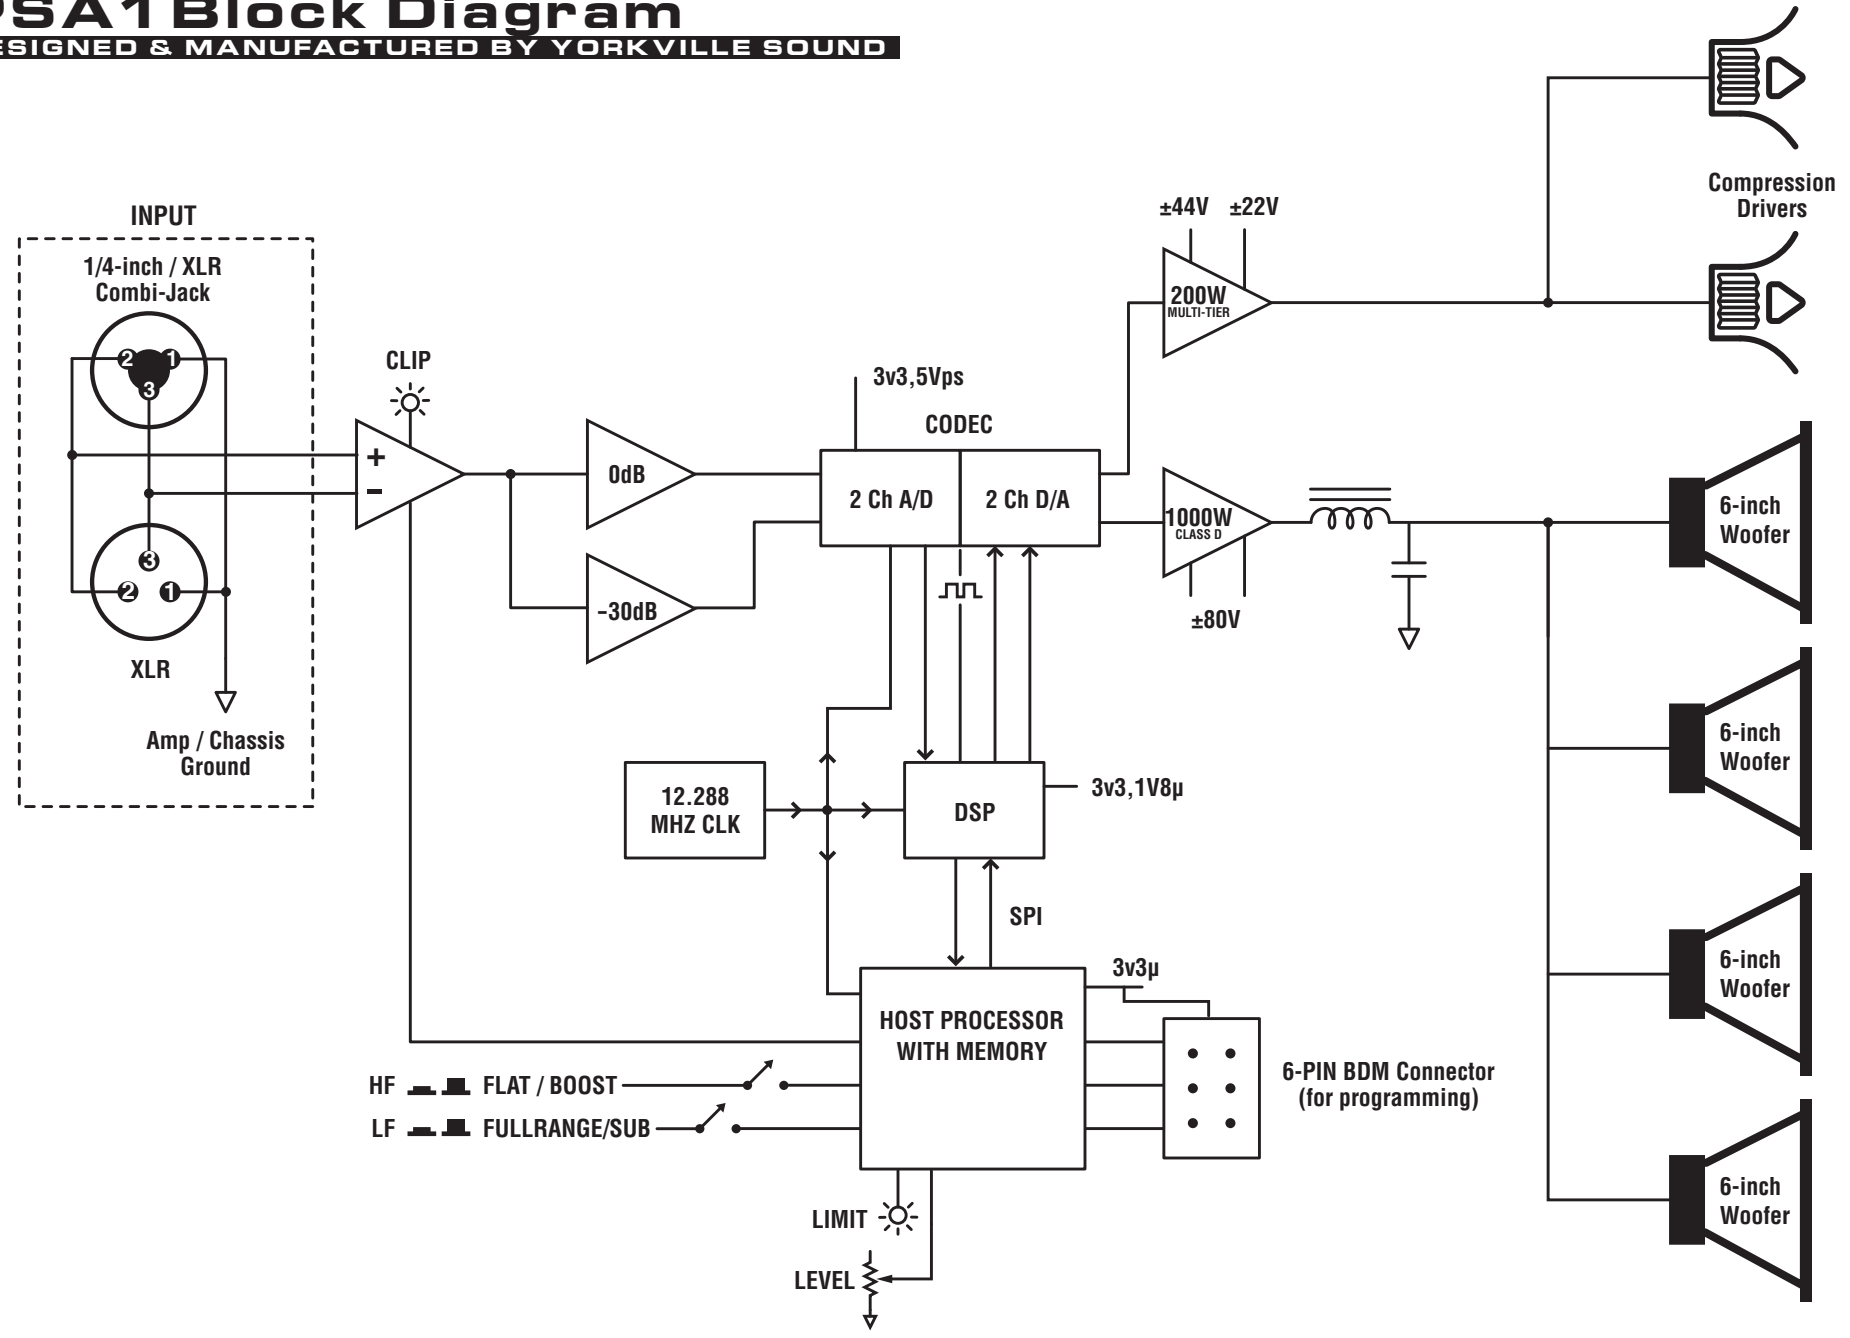 PSA1 Block Diagram
DESIGNED & MANUFACTURED BY YORKVILLE SOUND
INPUT
1/4-inch / XLR
Combi-Jack
2
1
3
3
2
1
XLR
Amp / Chassis
Ground
CLIP
+
−
0dB
-30dB
3v3,5Vps
CODEC
2 Ch A/D
2 Ch D/A
±44V
±22V
200W
MULTI-TIER
1000W
CLASS D
±80V
Compression
Drivers
6-inch
Woofer
6-inch
Woofer
6-inch
Woofer
6-inch
Woofer
12.288
MHZ CLK
DSP
3v3,1V8µ
SPI
3v3µ
HOST PROCESSOR
WITH MEMORY
HF
FLAT / BOOST
LF
FULLRANGE/SUB
6-PIN BDM Connector
(for programming)
LIMIT
LEVEL